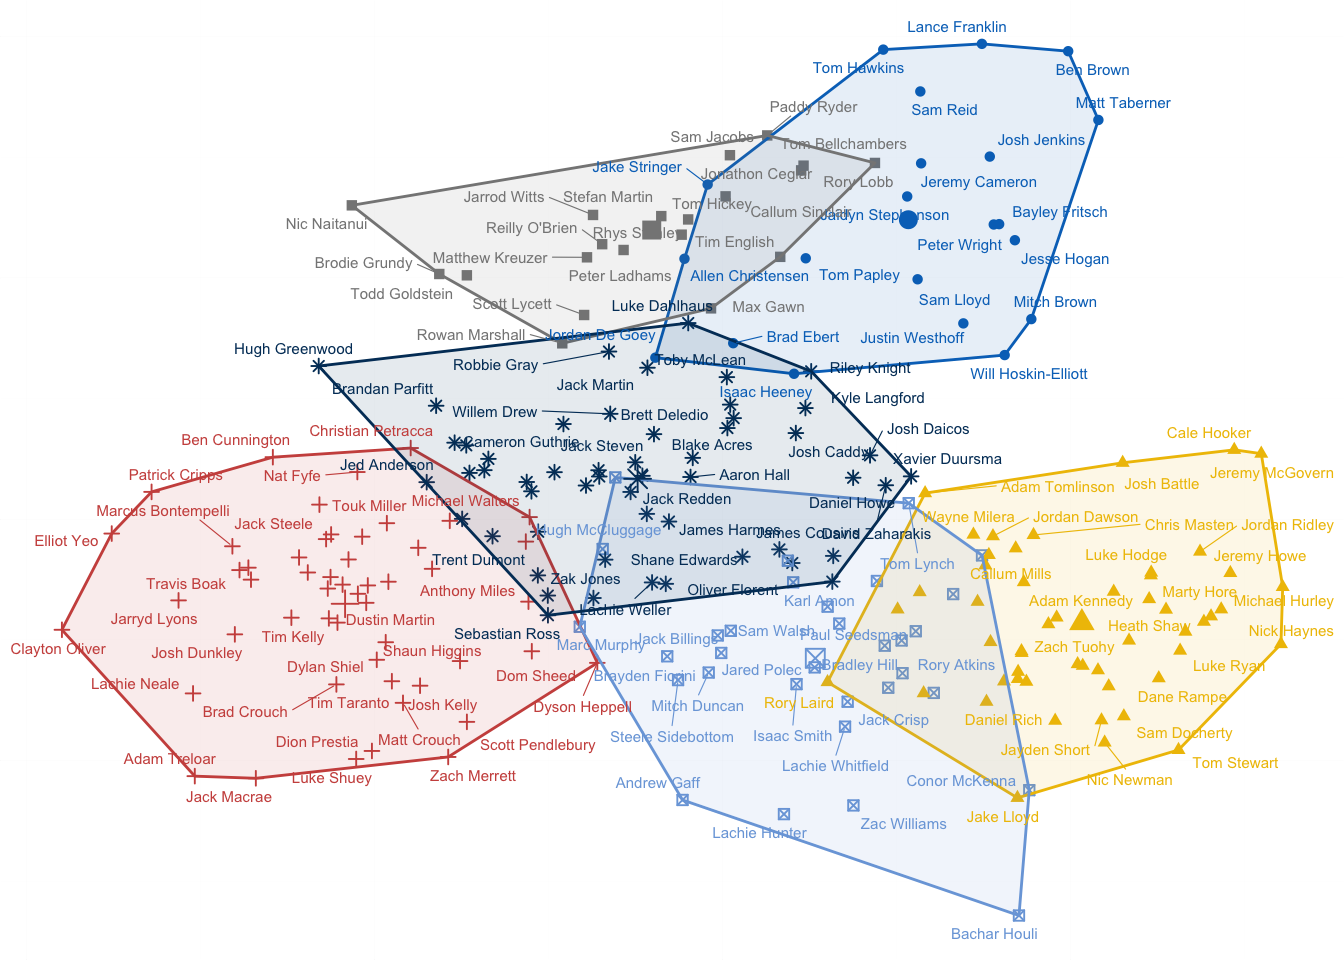 Lance Franklin
Tom Hawkins
Ben Brown
Paddy Ryder
Matt Taberner
Sam Reid
Sam Jacobs
Tom Bellchambers
Josh Jenkins
Jake Stringer
Jonathon Ceglar
Rory Lobb
Jeremy Cameron
Jarrod Witts
Stefan Martin
Tom Hickey
Callum Sinclair
Jaidyn Stephenson
Bayley Fritsch
Nic Naitanui
Reilly O'Brien
Rhys Stanley
Tim English
Peter Wright
Jesse Hogan
Brodie Grundy
Matthew Kreuzer
Peter Ladhams
Allen Christensen
Tom Papley
Todd Goldstein
Scott Lycett
Luke Dahlhaus
Max Gawn
Sam Lloyd
Mitch Brown
Rowan Marshall
Jordan De Goey
Brad Ebert
Justin Westhoff
Hugh Greenwood
Robbie Gray
Toby McLean
Riley Knight
Will Hoskin-Elliott
Brandan Parfitt
Jack Martin
Isaac Heeney
Kyle Langford
Willem Drew
Brett Deledio
Josh Daicos
Cale Hooker
Christian Petracca
Ben Cunnington
Cameron Guthrie
Jack Steven
Blake Acres
Josh Caddy
Xavier Duursma
Jed Anderson
Nat Fyfe
Patrick Cripps
Aaron Hall
Adam Tomlinson
Josh Battle
Jeremy McGovern
Marcus Bontempelli
Touk Miller
Michael Walters
Jack Redden
Daniel Howe
Wayne Milera
Jordan Dawson
Chris Masten
Jordan Ridley
Elliot Yeo
Jack Steele
Hugh McCluggage
James Harmes
James Cousins
Davis Zaharakis
Trent Dumont
Shane Edwards
Tom Lynch
Callum Mills
Luke Hodge
Jeremy Howe
Travis Boak
Anthony Miles
Zak Jones
Oliver Florent
Karl Amon
Adam Kennedy
Marty Hore
Michael Hurley
Jarryd Lyons
Dustin Martin
Lachie Weller
Tim Kelly
Sebastian Ross
Marc Murphy
Jack Billings
Sam Walsh
Paul Seedsman
Heath Shaw
Nick Haynes
Clayton Oliver
Josh Dunkley
Shaun Higgins
Zach Tuohy
Dylan Shiel
Dom Sheed
Brayden Fiorini
Jared Polec
Bradley Hill
Rory Atkins
Luke Ryan
Lachie Neale
Brad Crouch
Tim Taranto
Josh Kelly
Dyson Heppell
Mitch Duncan
Rory Laird
Dane Rampe
Dion Prestia
Matt Crouch
Scott Pendlebury
Steele Sidebottom
Isaac Smith
Jack Crisp
Daniel Rich
Sam Docherty
Adam Treloar
Luke Shuey
Zach Merrett
Lachie Whitfield
Jayden Short
Tom Stewart
Jack Macrae
Andrew Gaff
Conor McKenna
Nic Newman
Lachie Hunter
Zac Williams
Jake Lloyd
Bachar Houli